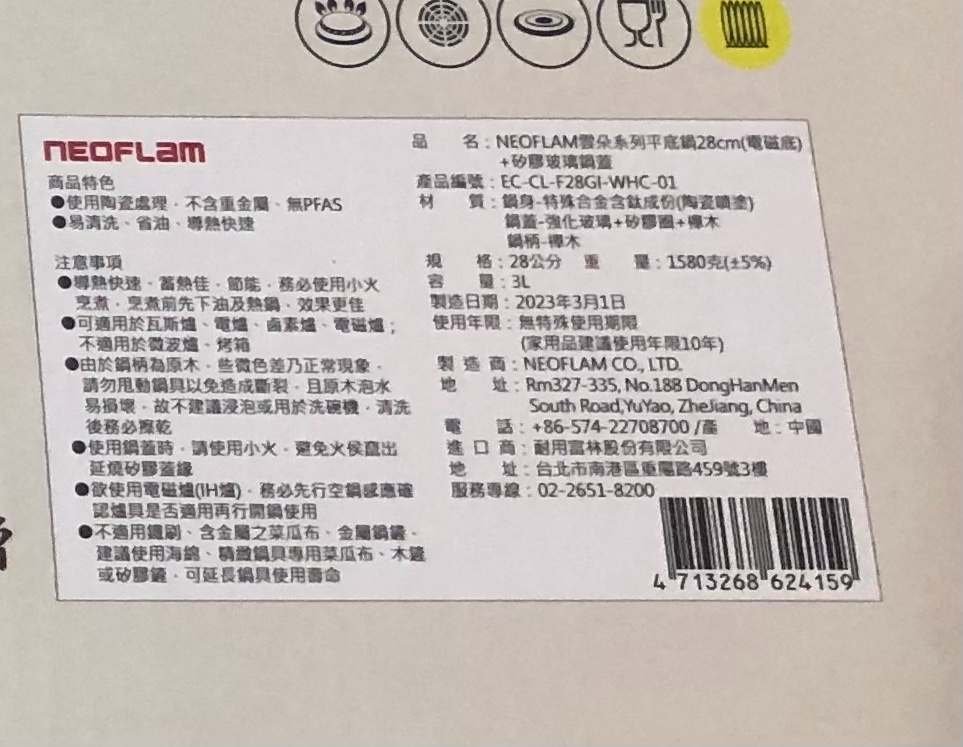 NEOFLAM
商品特色
●使用陶瓷處理，不含重金屬、無PFAS
●易清洗、省油、導熱快速
注意事項
●導熱快速，蓄熱佳，節能，務必使用小火
烹煮，烹煮前先下油及熱鍋，效果更佳
●可適用於瓦斯爐、電爐、鹵素爐、電磁爐；
不適用於微波爐、烤箱
●由於鍋柄為原木，些微色差乃正常現象，
請勿甩動鍋具以免造成斷裂，且原木泡水
易損壞，故不建議浸泡或用於洗碗機，清洗
後務必擦乾
●使用鍋蓋時，請使用小火，避免火侯竄出
延燒矽膠蓋緣
●欲使用電磁爐(IH爐)，務必先行空鍋感應確
認爐具是否適用再行開鍋使用
●不適用鐵刷、含金屬之菜瓜布、金屬鍋鏟，
建議使用海綿、精緻鍋具專用菜瓜布、木鏟
或矽膠鏟，可延長鍋具使用壽命
品 名：NEOFLAM雲朵系列平底鍋28cm(電磁底)
+矽膠玻璃鍋蓋
產品編號：EC-CL-F28GI-WHC-01
材 質：鍋身-特殊合金含鈦成份(陶瓷噴塗)
鍋蓋-強化玻璃+矽膠圈+櫸木
鍋柄-櫸木
規 格：28公分 重 量：1580克(±5%)
容 量：3L
製造日期：2023年3月1日
使用年限：無特殊使用期限
(家用品建議使用年限10年)
製 造 商：NEOFLAM CO., LTD.
地 址：Rm327-335, No.188 DongHanMen
South Road,YuYao, ZheJiang, China
電 話：+86-574-22708700 /產 地：中國
進 口 商：耐用富林股份有限公司
地 址：台北市南港區重陽路459號3樓
服務專線：02-2651-8200
4 713268 624159